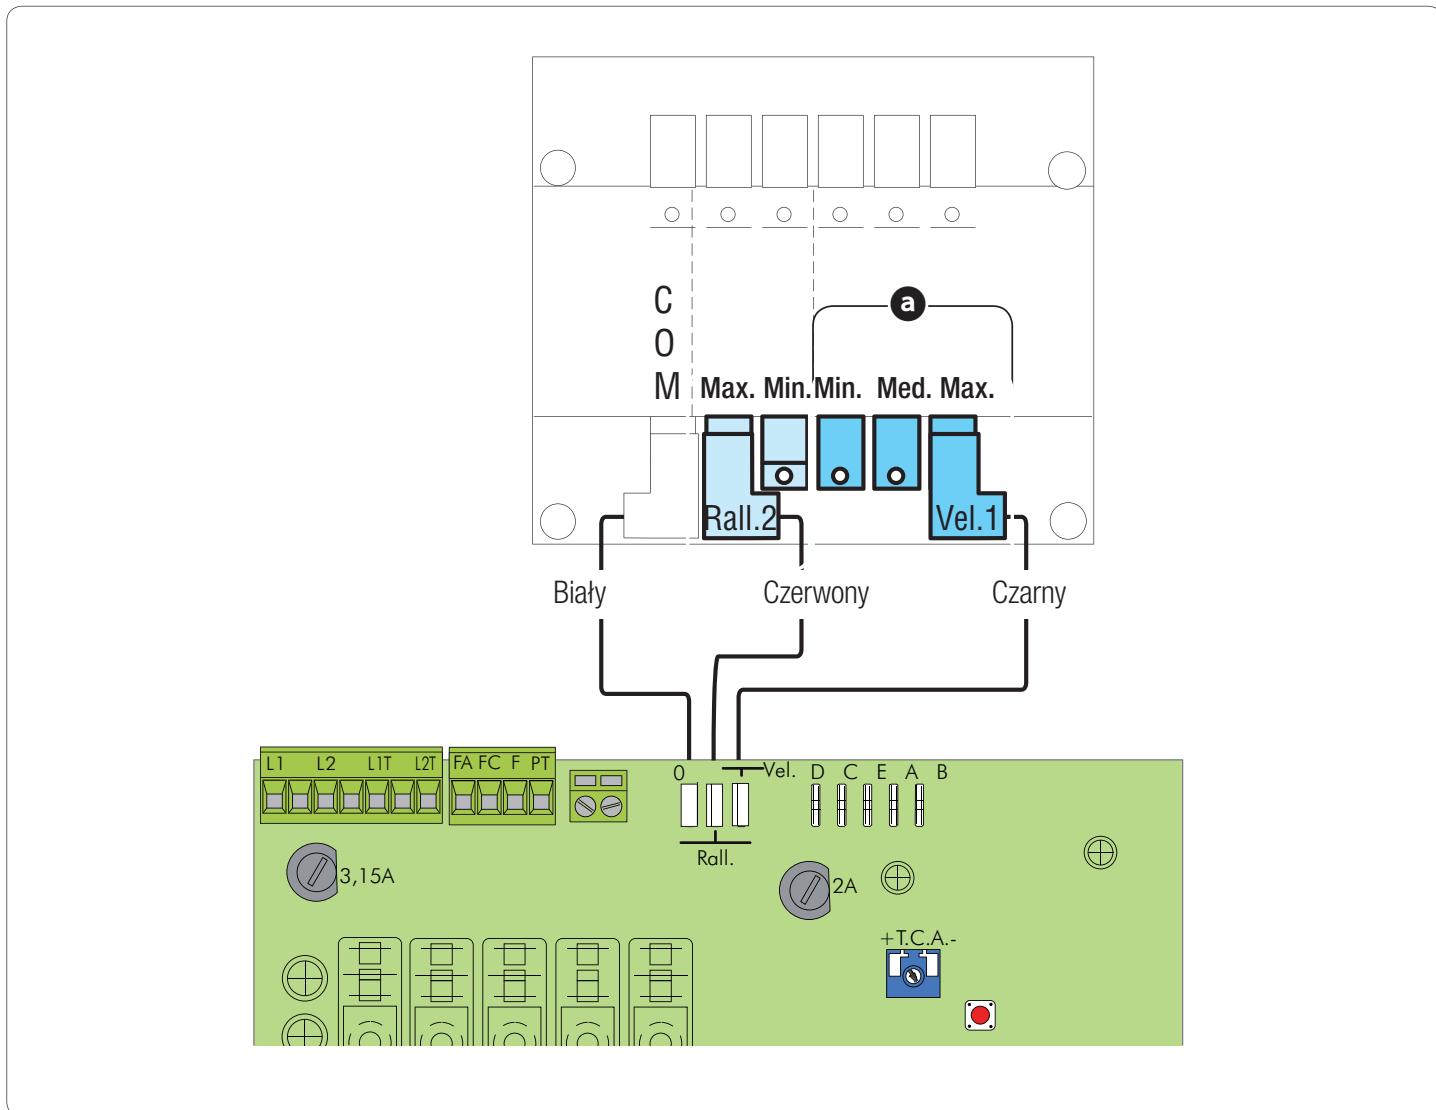 a
C
O
M
Max. Min. Min. Med. Max.
Rall.2 Vel.1
Biały Czerwony Czarny
L1 L2 L1T L2T FA FC F PT 0 Vel. D C E A B
Rall.
3,15A 2A
+T.C.A.-